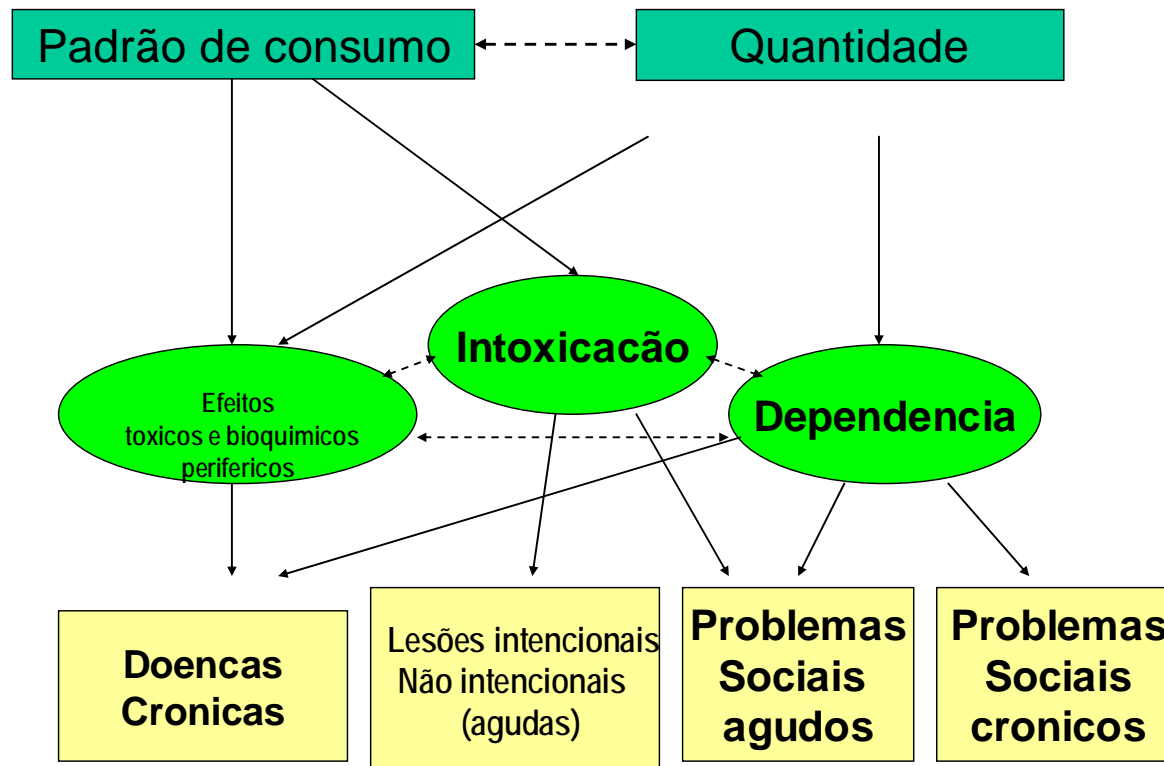 Padrão de consumo
Quantidade
Intoxicacão
Efeitos
toxicos e bioquimicos
perifericos
Dependencia
Doencas
Cronicas
Lesões intencionais
Não intencionais
(agudas)
Problemas
Sociais
agudos
Problemas
Sociais
cronicos